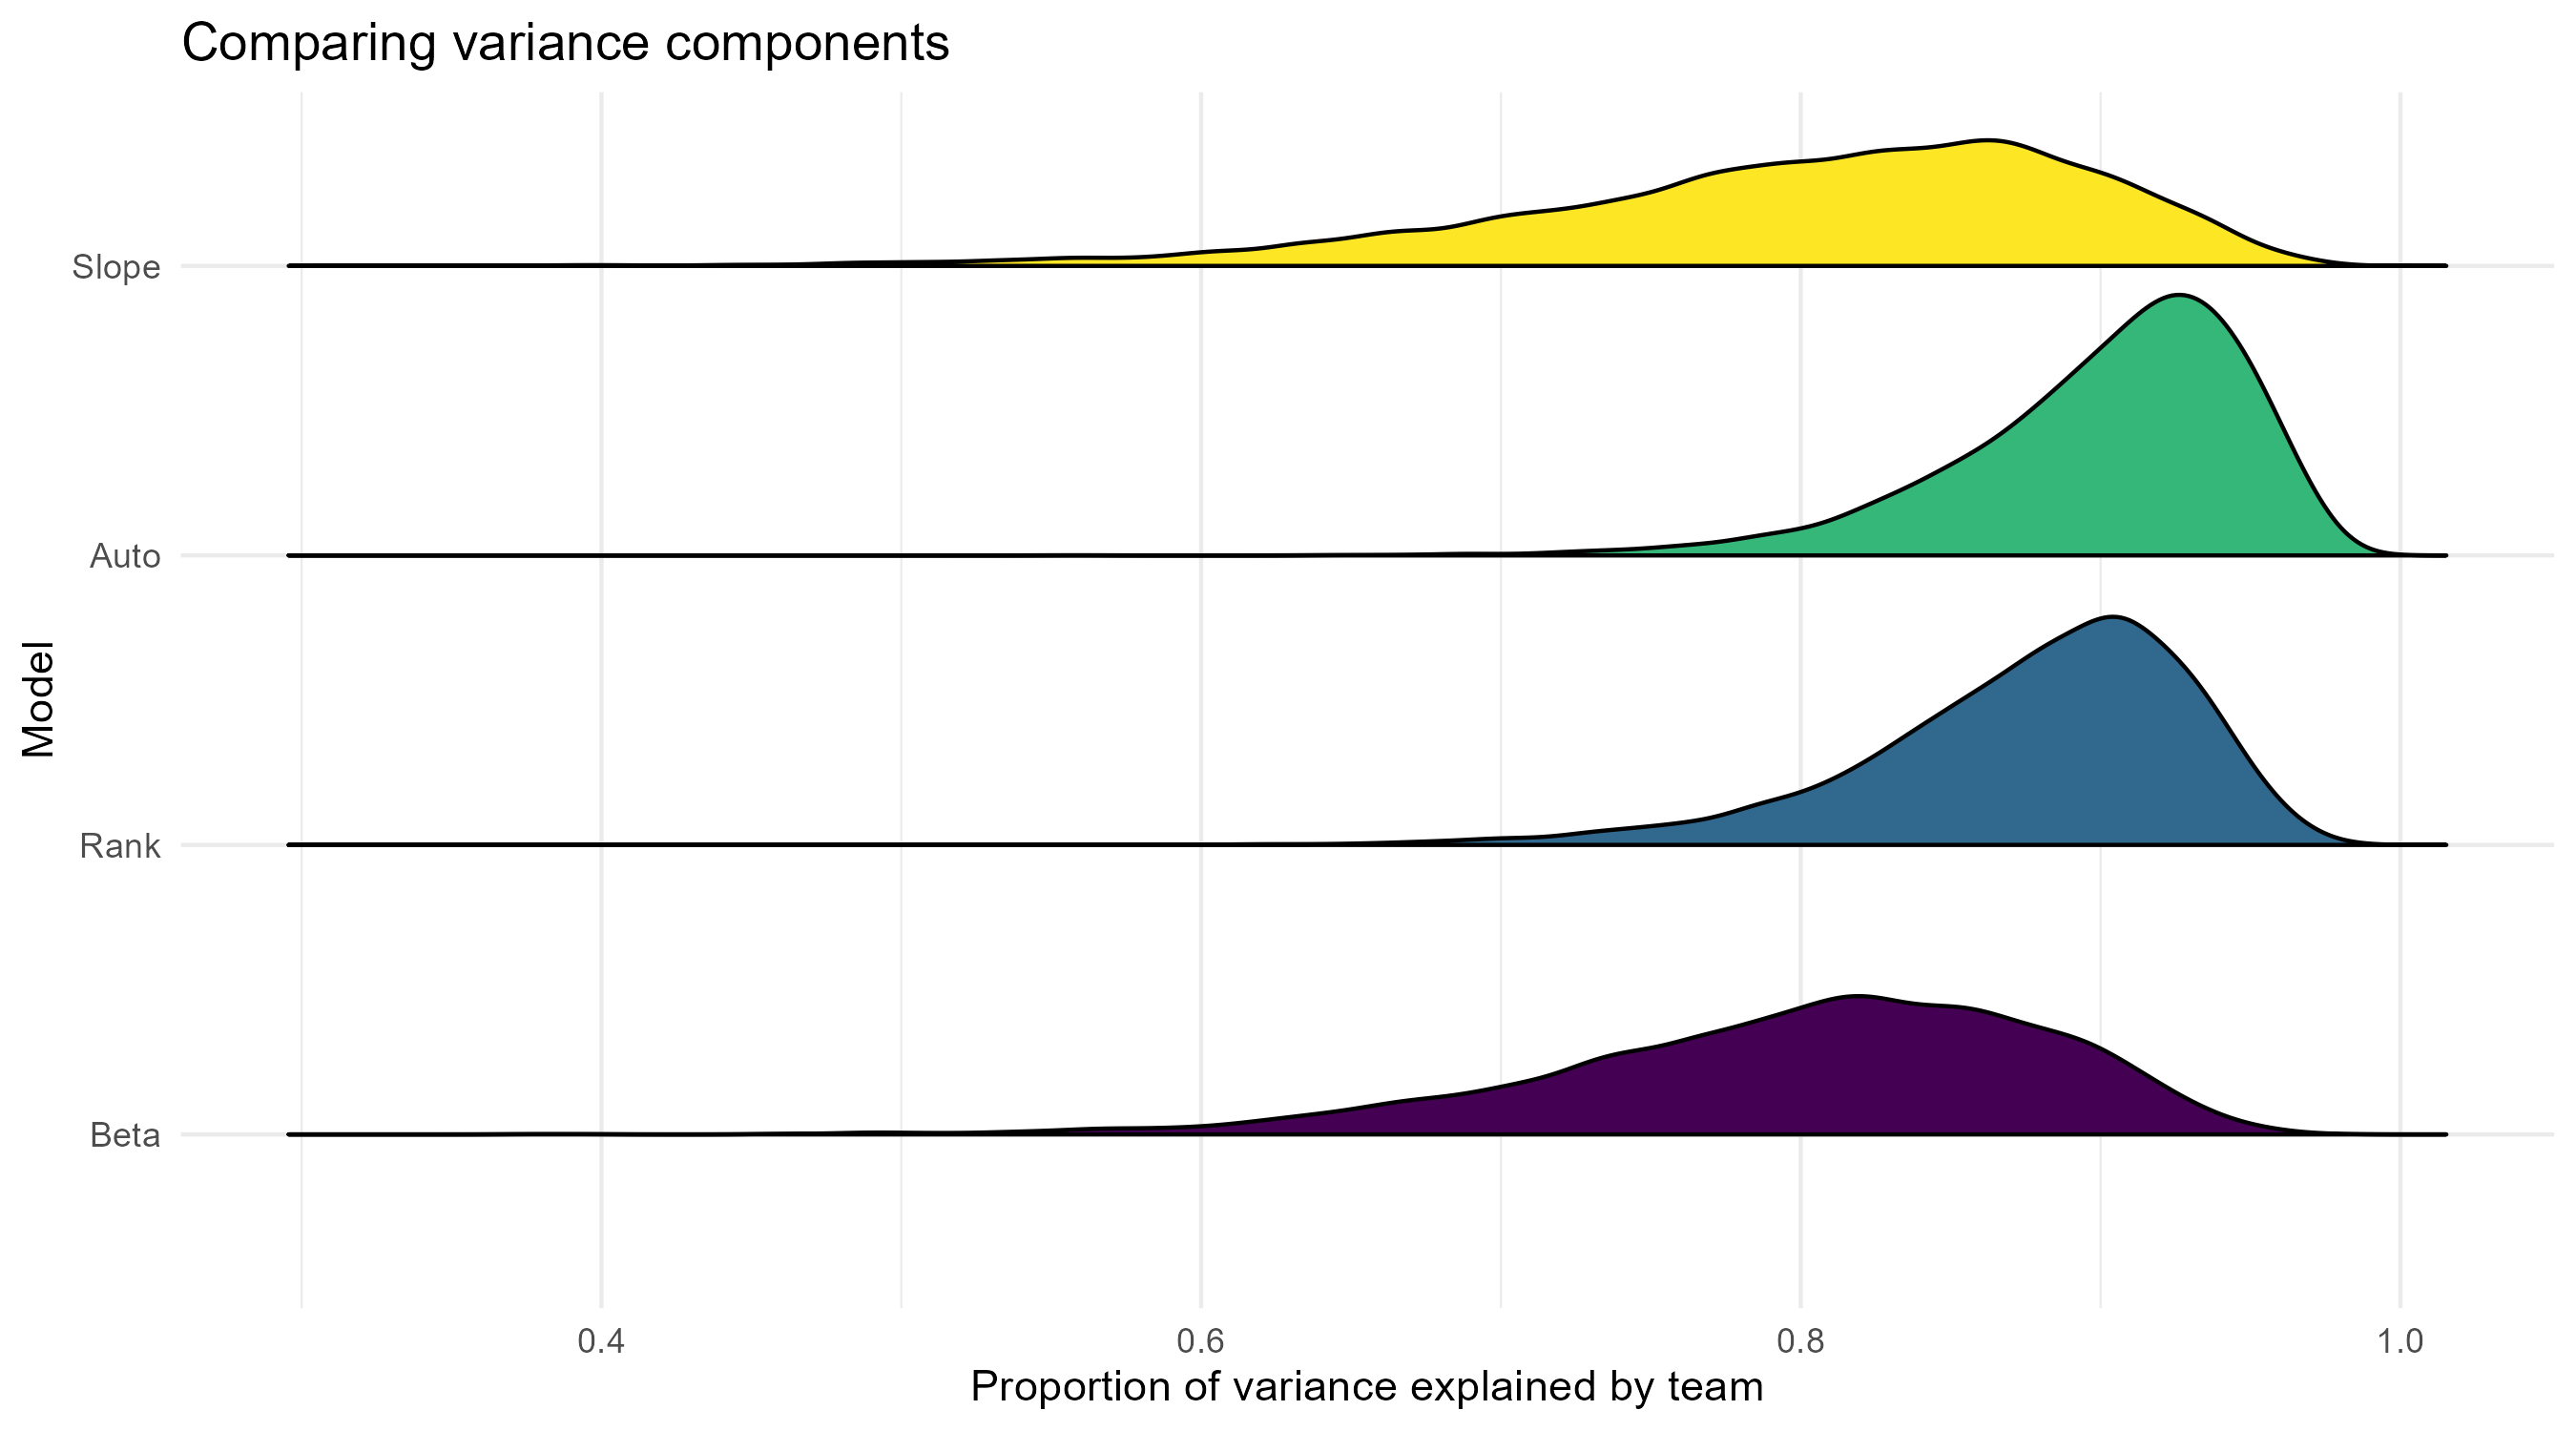 Comparing variance components
Slope
Auto
Rank
Beta
Model
0.4 0.6 0.8 1.0
Proportion of variance explained by team